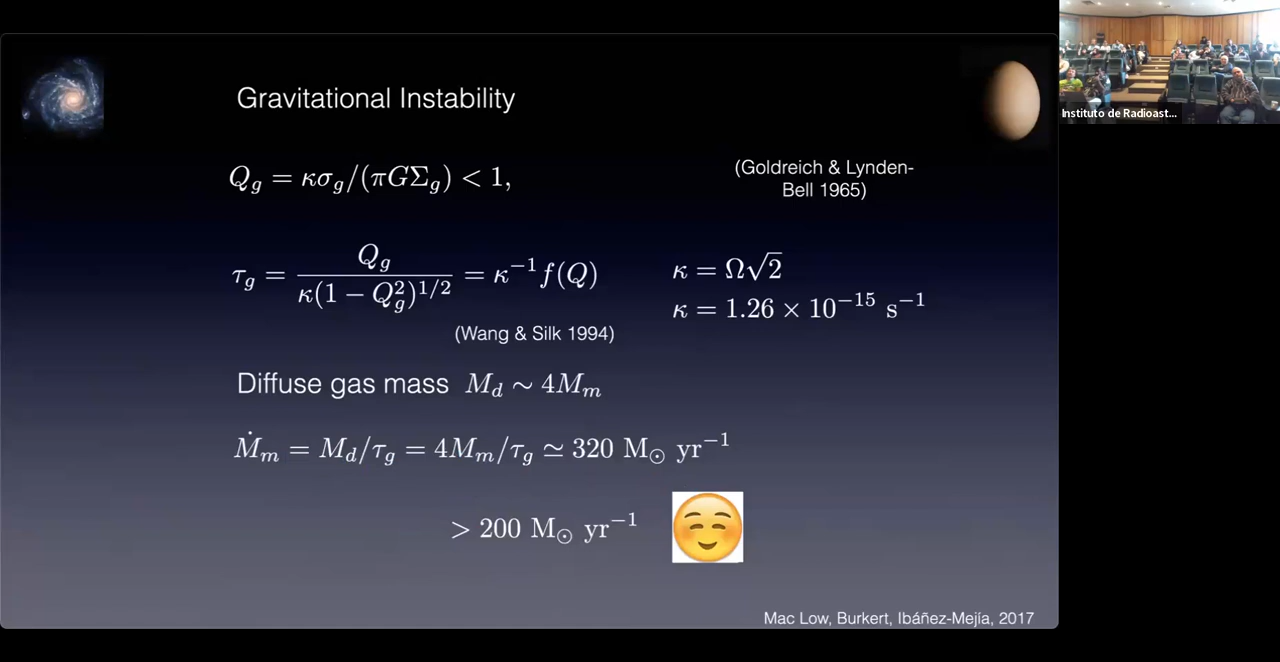 Gravitational Instability
Q_g = κσ_g/(πGΣ_g) < 1,
(Goldreich & Lynden-
Bell 1965)
τ_g = Q_g / κ(1 − Q_g²)^{1/2} = κ⁻¹ f(Q)
κ = Ω√2
κ = 1.26 × 10⁻¹⁵ s⁻¹
(Wang & Silk 1994)
Diffuse gas mass M_d ∼ 4M_m
Ṁ_m = M_d/τ_g = 4M_m/τ_g ≃ 320 M_⊙ yr⁻¹
> 200 M_⊙ yr⁻¹
Mac Low, Burkert, Ibáñez-Mejía, 2017
Instituto de Radioast...